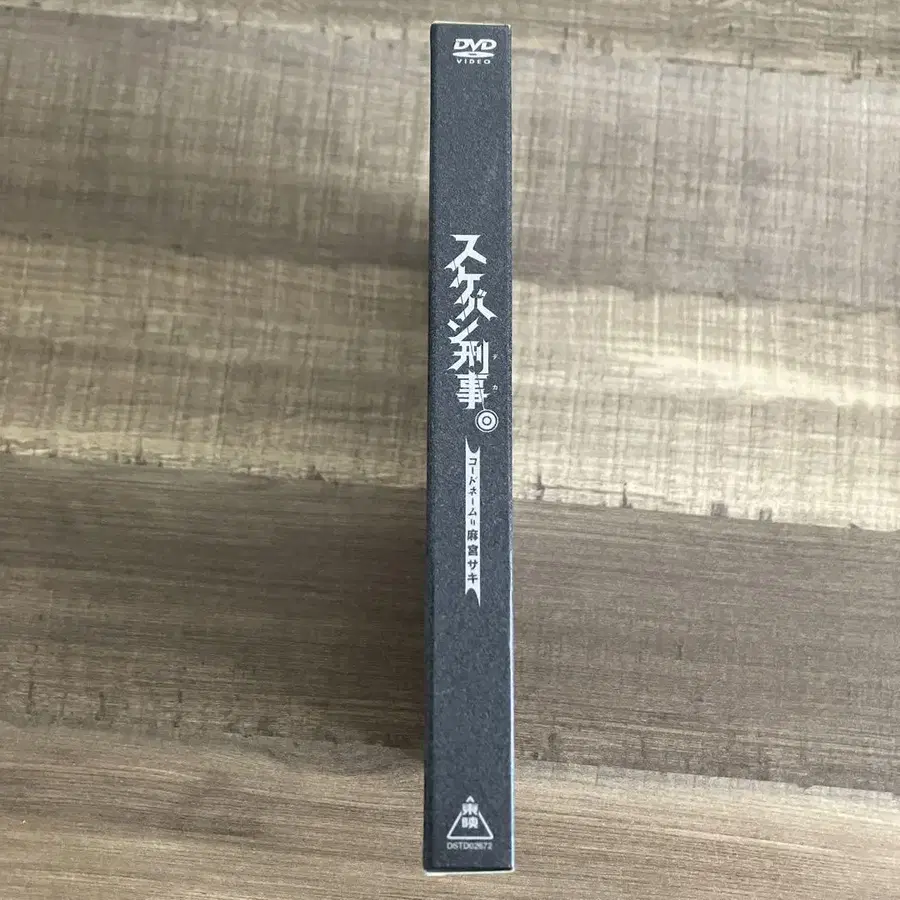 DVD
VIDEO
スケバン刑事
デカ
コードネーム=麻宮サキ
東映
DSTD02672